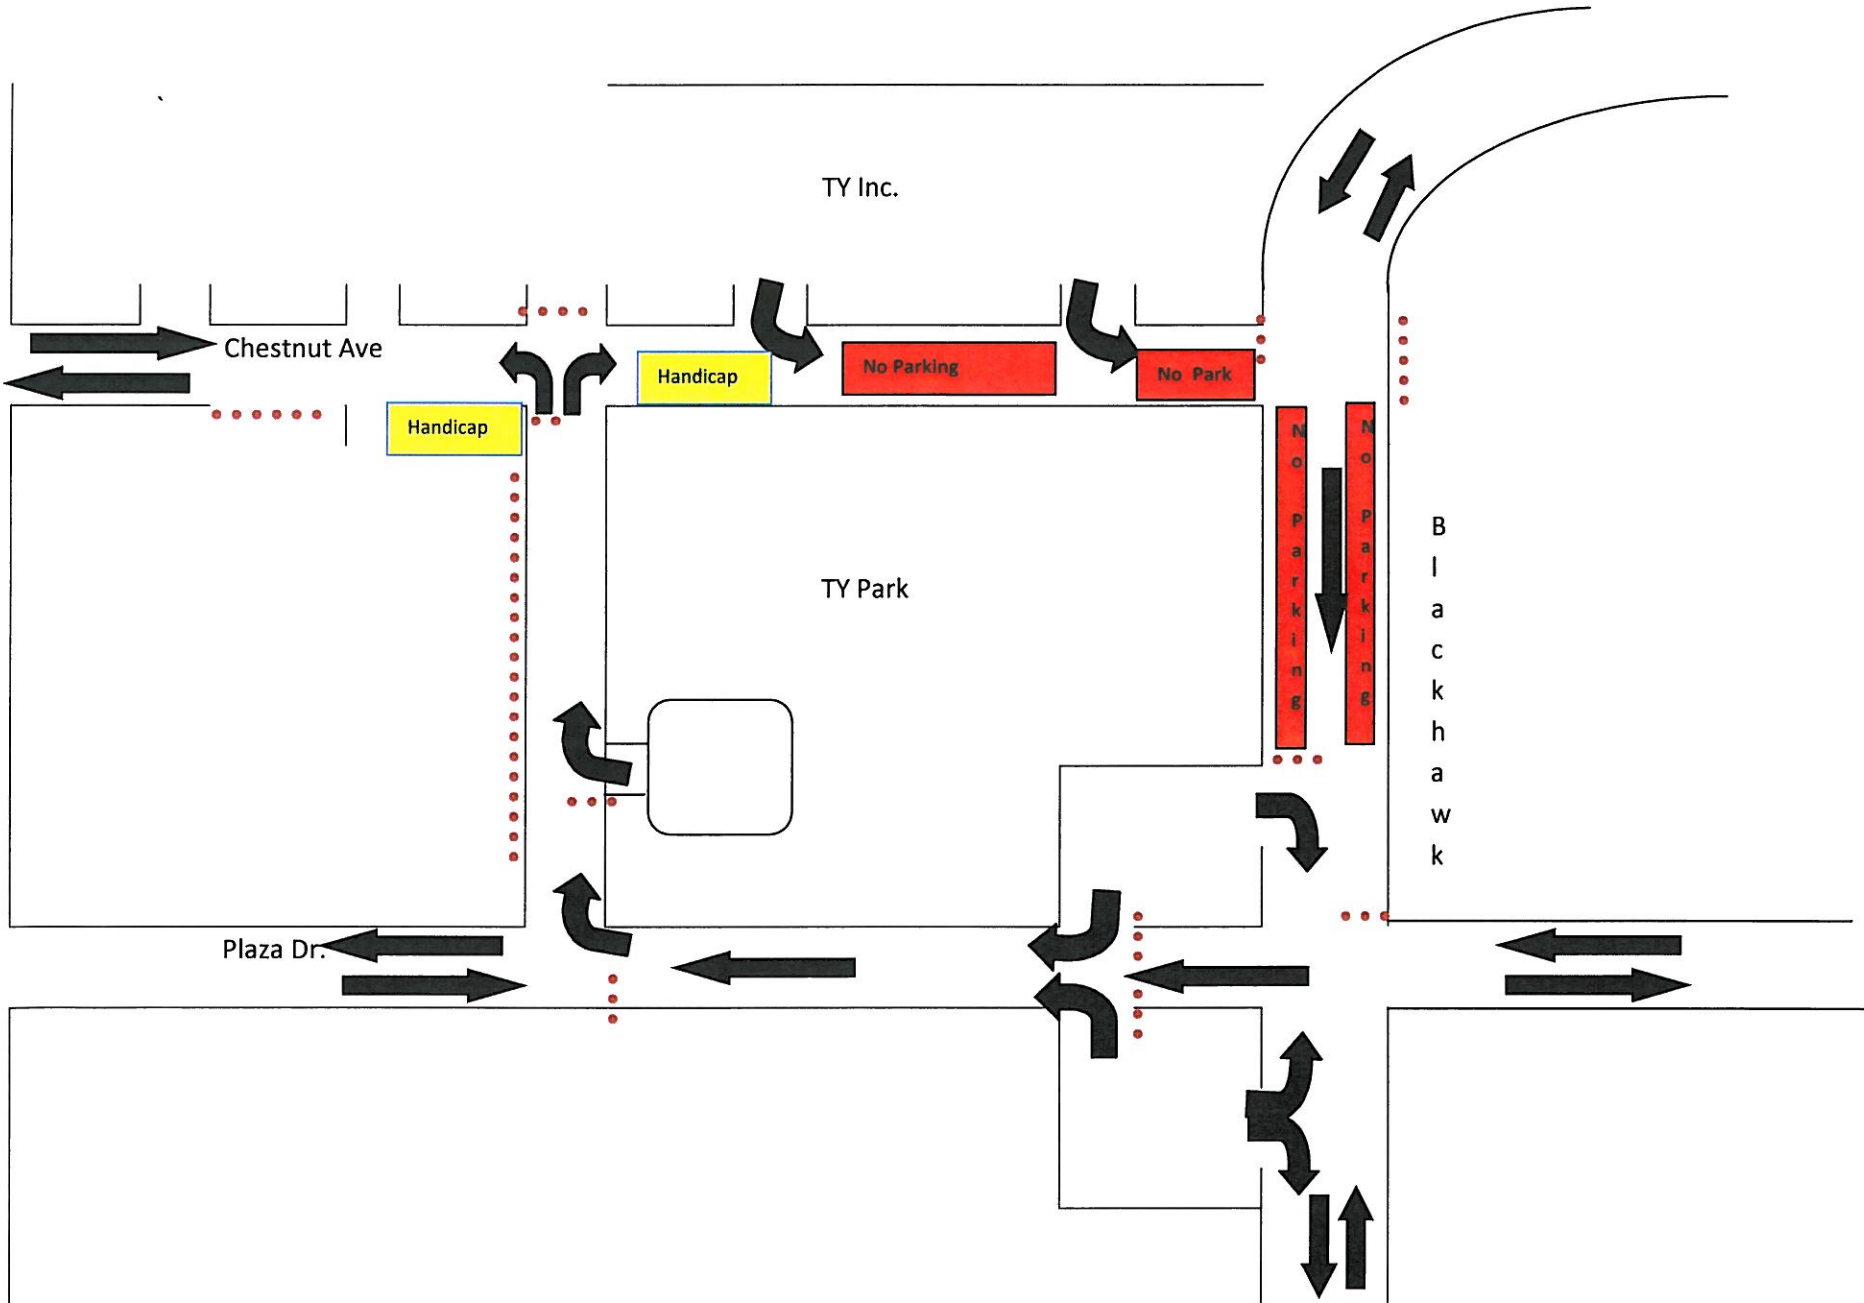 TY Inc.
Chestnut Ave
Handicap
No Parking
No Park
Handicap
No Parking
No Parking
Blackhawk
TY Park
Plaza Dr.